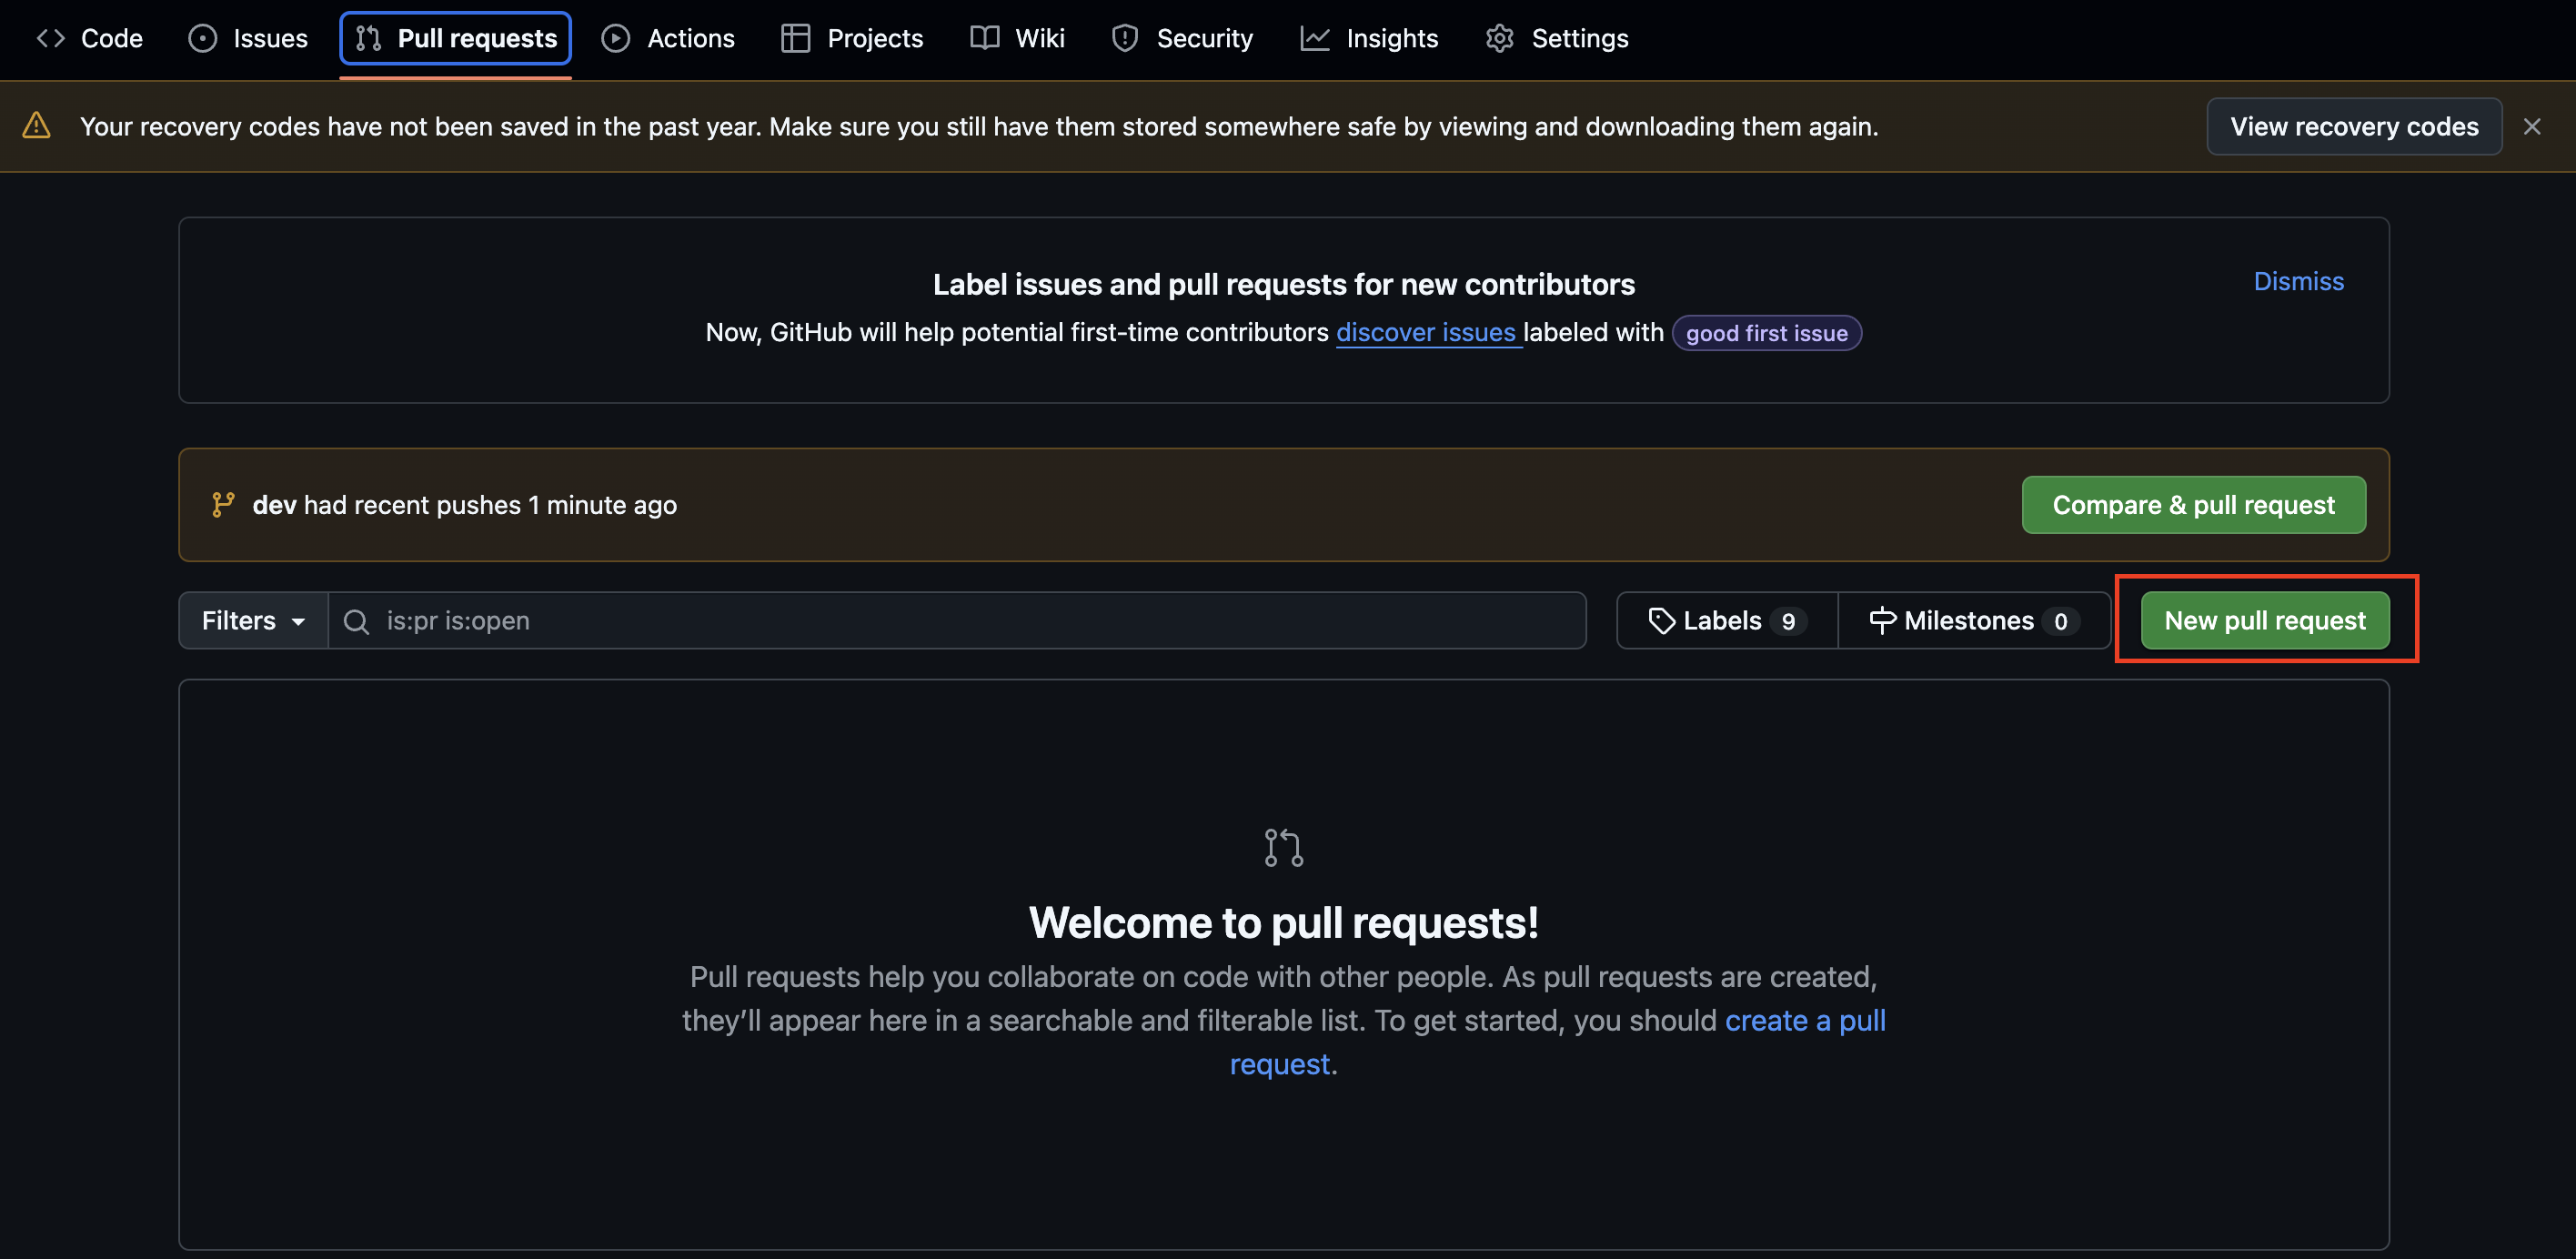 Code Issues Pull requests Actions Projects Wiki Security Insights Settings
Your recovery codes have not been saved in the past year. Make sure you still have them stored somewhere safe by viewing and downloading them again. View recovery codes
Label issues and pull requests for new contributors
Dismiss
Now, GitHub will help potential first-time contributors discover issues labeled with good first issue
dev had recent pushes 1 minute ago Compare & pull request
Filters is:pr is:open Labels 9 Milestones 0 New pull request
Welcome to pull requests!
Pull requests help you collaborate on code with other people. As pull requests are created,
they’ll appear here in a searchable and filterable list. To get started, you should create a pull
request.